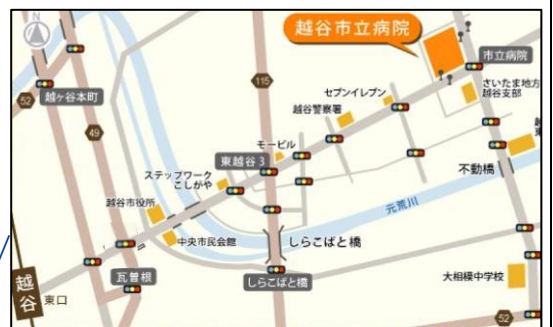 越谷市立病院
市立病院
115
さいたま地方
越谷支部
52
越ヶ谷本町
セブンイレブン
越谷警察署
49
モービル
東越谷3
不動橋
ステップワーク
こしがや
元荒川
越谷市役所
中央市民会館
しらこばと橋
越谷
東口
瓦曽根
しらこばと橋
大相模中学校
52